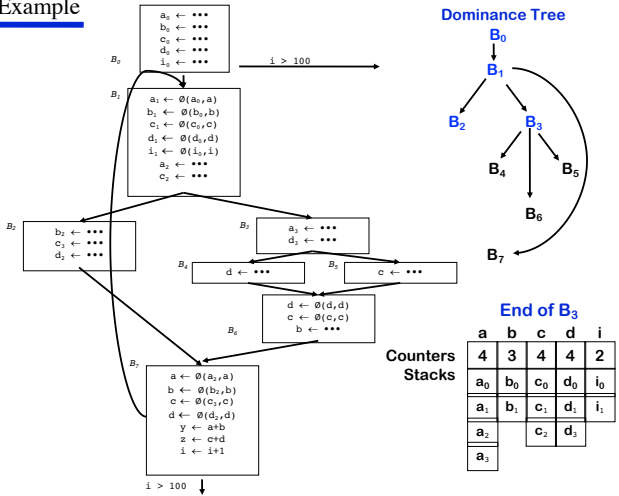 Example
a₀ ← •••
b₀ ← •••
c₀ ← •••
d₀ ← •••
i₀ ← •••
B₀
i > 100
B₁
a₁ ← Ø(a₀,a)
b₁ ← Ø(b₀,b)
c₁ ← Ø(c₀,c)
d₁ ← Ø(d₀,d)
i₁ ← Ø(i₀,i)
a₂ ← •••
c₂ ← •••
B₂
b₂ ← •••
c₃ ← •••
d₂ ← •••
B₃
a₃ ← •••
d₃ ← •••
B₄
d ← •••
B₅
c ← •••
d ← Ø(d,d)
c ← Ø(c,c)
b ← •••
B₆
B₇
a ← Ø(a₂,a)
b ← Ø(b₂,b)
c ← Ø(c₃,c)
d ← Ø(d₂,d)
y ← a+b
z ← c+d
i ← i+1
i > 100
Dominance Tree
B₀
B₁
B₂ B₃
B₄ B₅
B₆
B₇
End of B₃
a b c d i
Counters 4 3 4 4 2
Stacks a₀ b₀ c₀ d₀ i₀
a₁ b₁ c₁ d₁ i₁
a₂ c₂ d₃
a₃